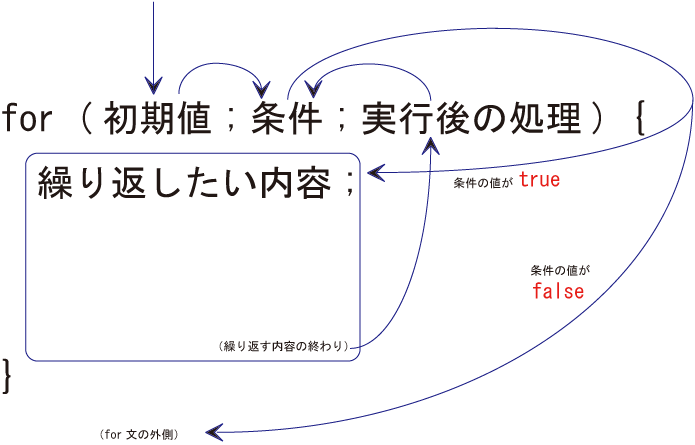 for (初期値;条件;実行後の処理) {
繰り返したい内容;
条件の値が true
条件の値が
false
(繰り返す内容の終わり)
}
(for 文の外側)